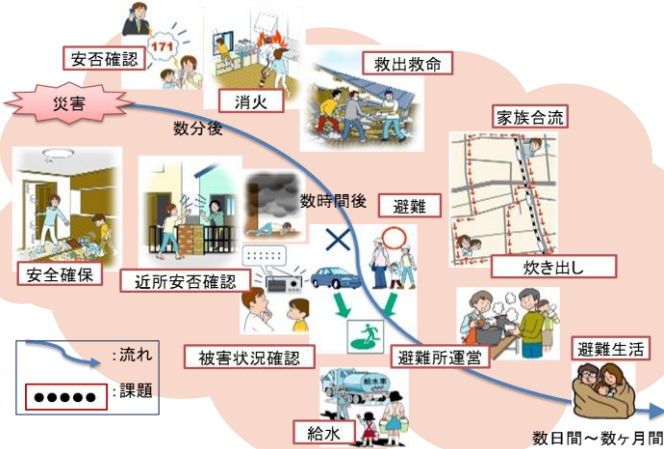 安否確認
171
災害
消火
救出救命
数分後
家族合流
数時間後
避難
安全確保
近所安否確認
炊き出し
被害状況確認
避難所運営
避難生活
:流れ
●●●●● :課題
給水車
給水
数日間～数ヶ月間